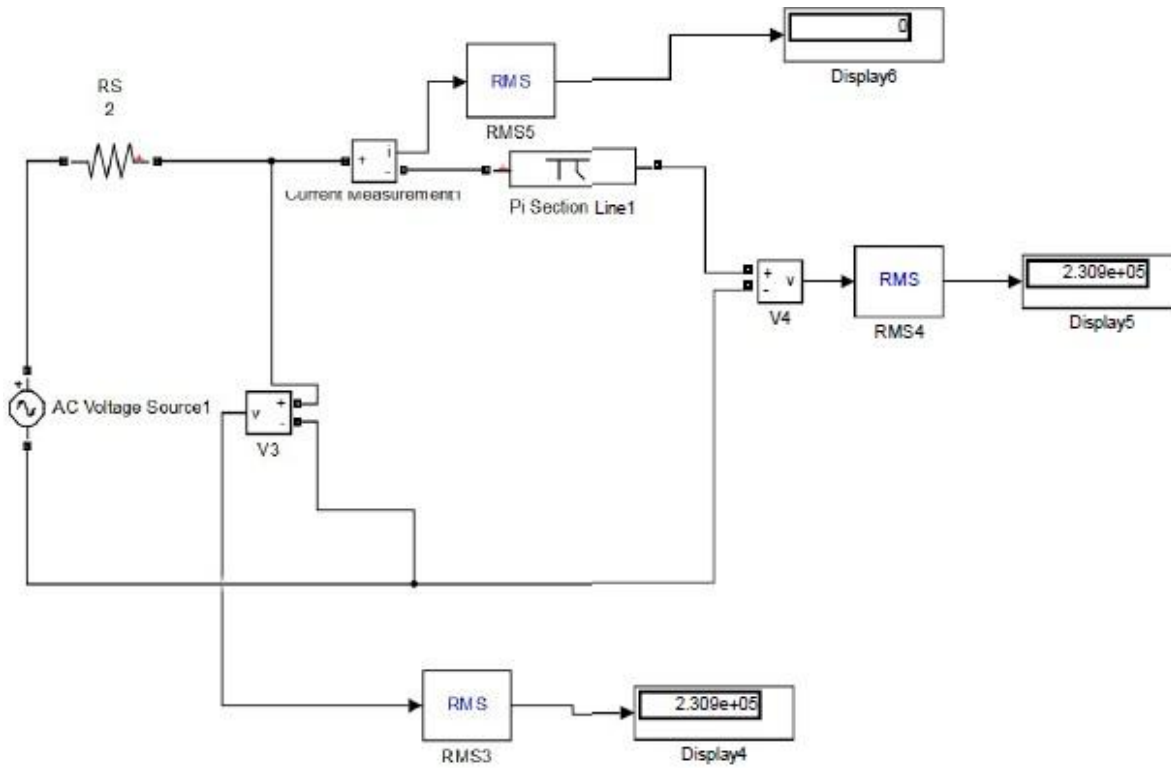 0
Display6
RMS
RMS5
RS
2
+
i
-
Current Measurement1
Pi Section Line1
+
-
v
V4
RMS
RMS4
2.309e+05
Display5
+
AC Voltage Source1
v
+
-
V3
RMS
RMS3
2.309e+05
Display4